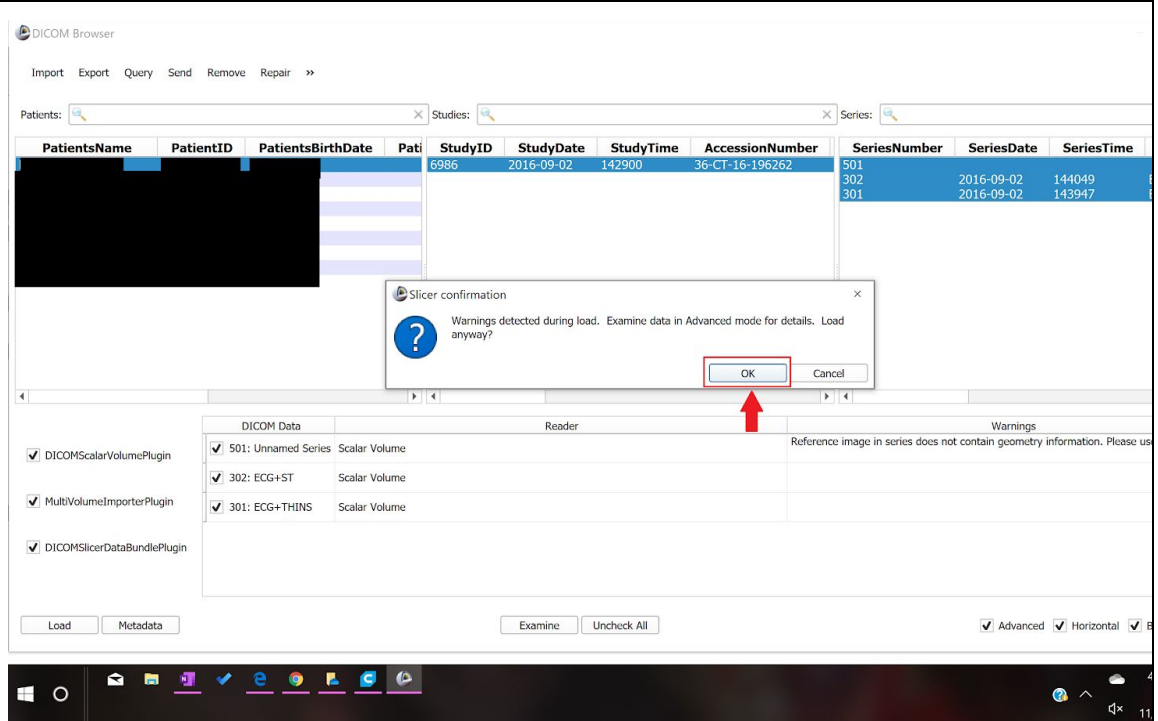 DICOM Browser
Import Export Query Send Remove Repair »
Patients: Studies: Series:
PatientsName PatientID PatientsBirthDate Pati StudyID StudyDate StudyTime AccessionNumber SeriesNumber SeriesDate SeriesTime
6986 2016-09-02 142900 36-CT-16-196262 501
302 2016-09-02 144049
301 2016-09-02 143947
Slicer confirmation
Warnings detected during load. Examine data in Advanced mode for details. Load
anyway?
OK Cancel
DICOM Data Reader Warnings
DICOMScalarVolumePlugin
501: Unnamed Series Scalar Volume Reference image in series does not contain geometry information. Please us
MultiVolumeImporterPlugin
302: ECG+ST Scalar Volume
301: ECG+THINS Scalar Volume
DICOMSlicerDataBundlePlugin
Load Metadata Examine Uncheck All Advanced Horizontal B
11